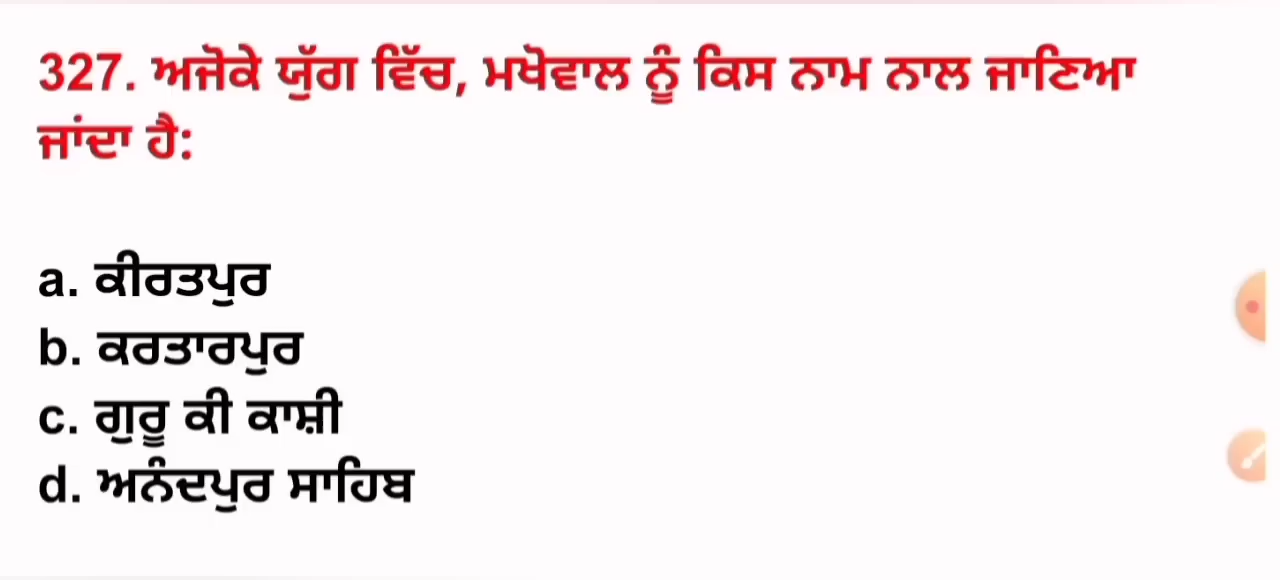 327. ਅਜੋਕੇ ਯੁੱਗ ਵਿੱਚ, ਮਖੋਵਾਲ ਨੂੰ ਕਿਸ ਨਾਮ ਨਾਲ ਜਾਣਿਆ
ਜਾਂਦਾ ਹੈ:
a. ਕੀਰਤਪੁਰ
b. ਕਰਤਾਰਪੁਰ
c. ਗੁਰੂ ਕੀ ਕਾਸ਼ੀ
d. ਅਨੰਦਪੁਰ ਸਾਹਿਬ